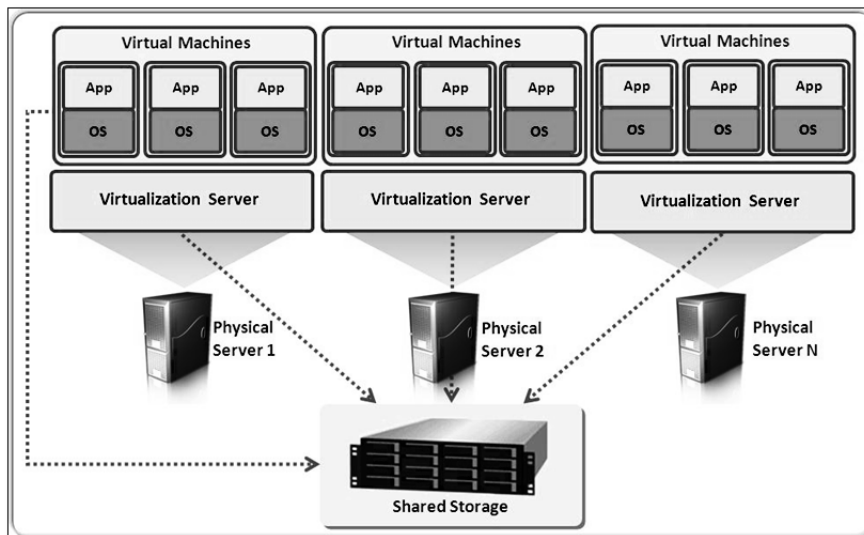 Virtual Machines Virtual Machines Virtual Machines
App App App App App App App App App
OS OS OS OS OS OS OS OS OS
Virtualization Server Virtualization Server Virtualization Server
Physical
Server 1
Physical
Server 2
Physical
Server N
Shared Storage